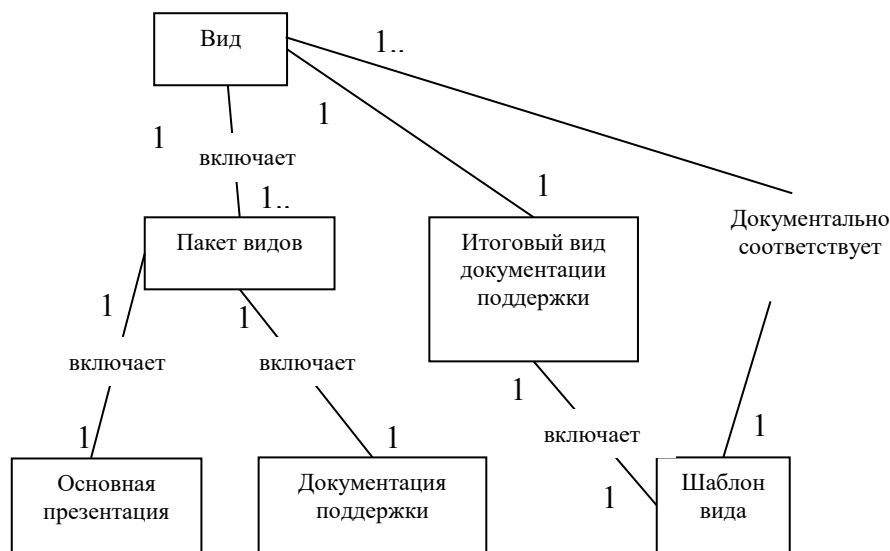 Вид
1..
1
1
включает
1
1..
Пакет видов
Итоговый вид
документации
поддержки
Документально
соответствует
1
1
включает
включает
1
включает
1
1
1
1
Основная
презентация
Документация
поддержки
Шаблон
вида